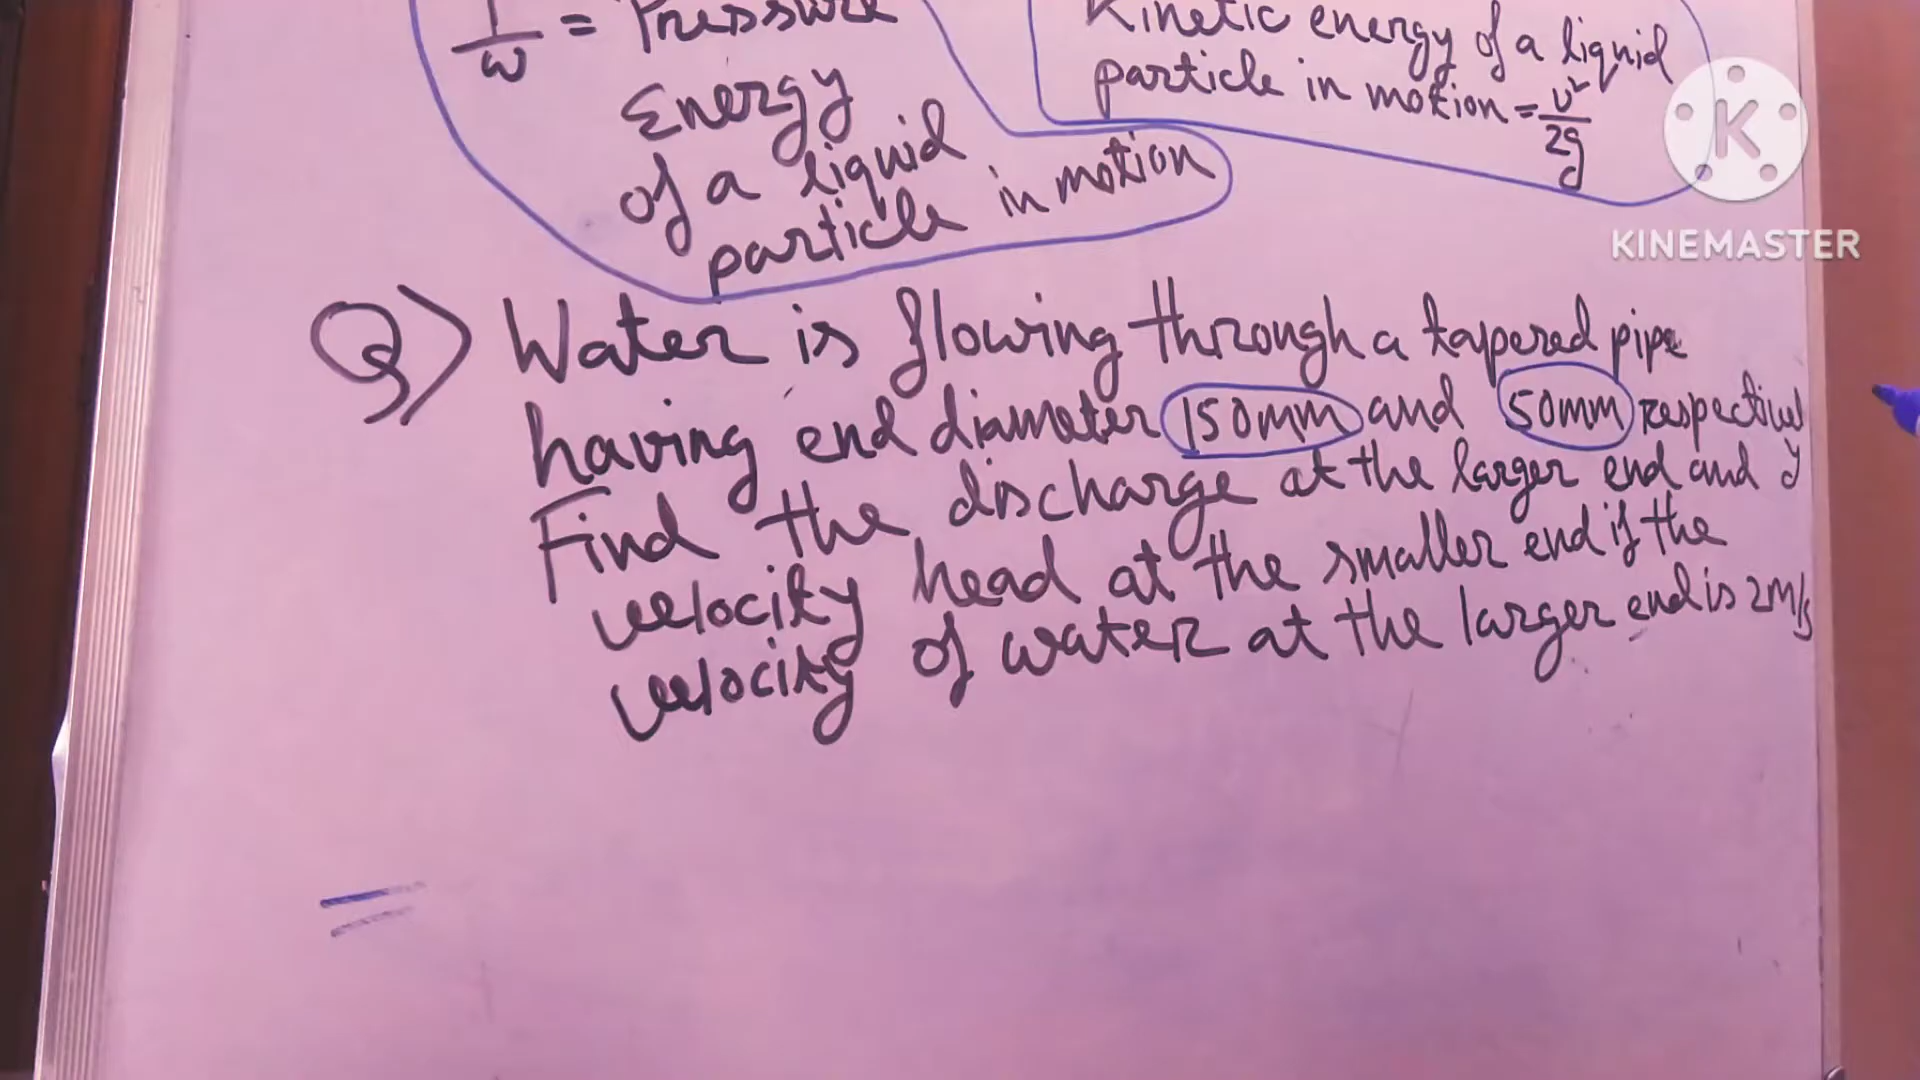 = Pressure
ω
Energy
of a liquid
particle in motion
Kinetic energy of a liquid
particle in motion = v²
2g
KINEMASTER
Q) Water is flowing through a tapered pipe
having end diameter 150mm and 50mm respectively
Find the discharge at the larger end and
velocity head at the smaller end if the
velocity of water at the larger end is 2m/s